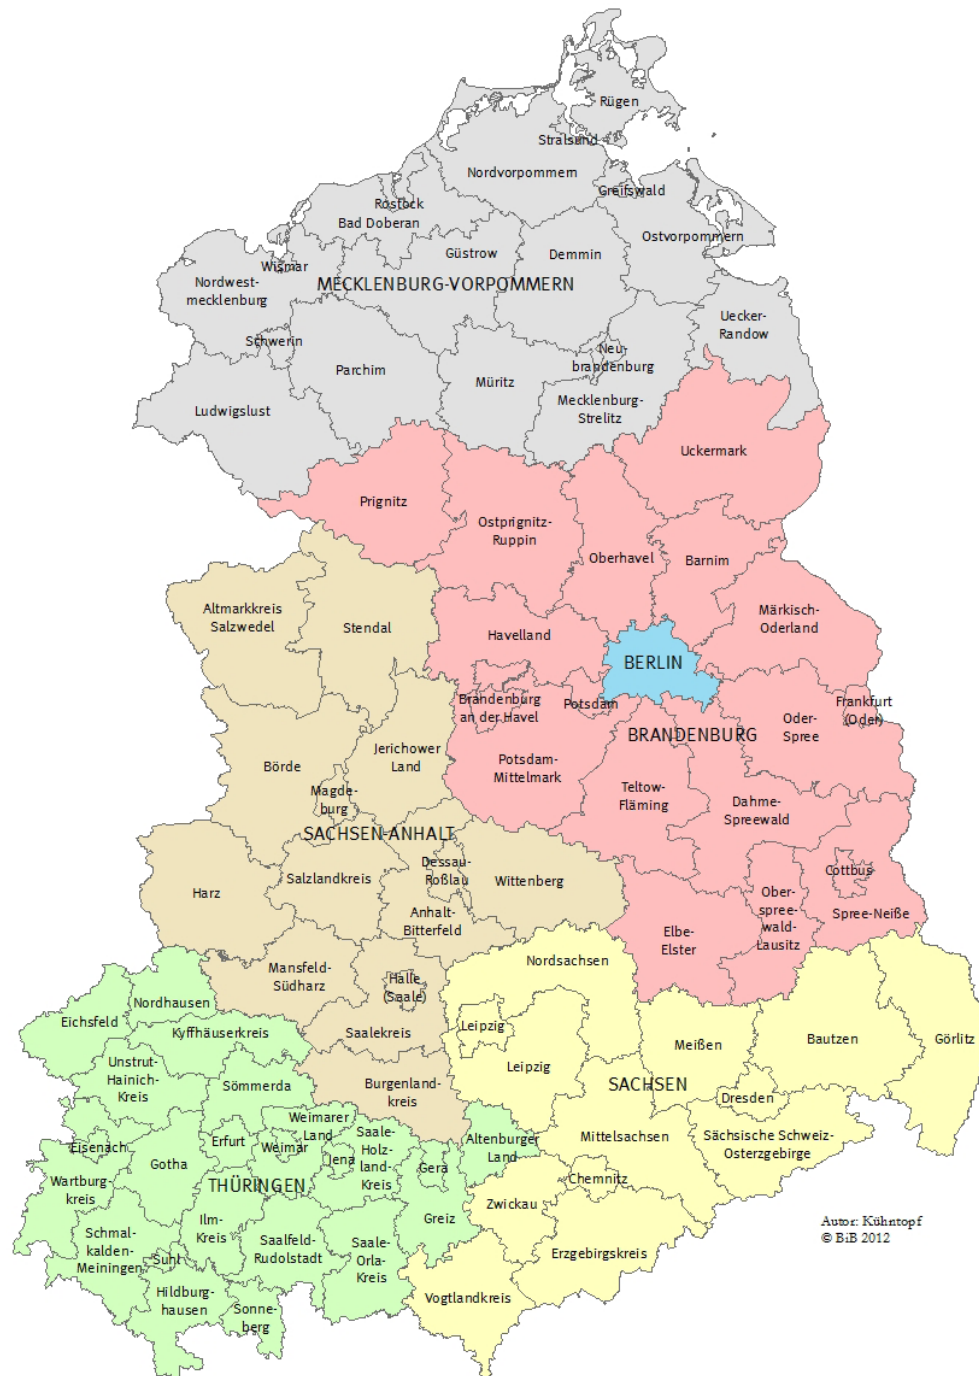 Rügen
Stralsund
Nordvorpommern
Greifswald
Rostock
Bad Doberan
Ostvorpommern
Güstrow
Demmin
Wismar
MECKLENBURG-VORPOMMERN
Nordwest-
mecklenburg
Uecker-
Randow
Schwerin
Neu-
brandenburg
Parchim
Müritz
Mecklenburg-
Strelitz
Ludwigslust
Uckermark
Prignitz
Ostprignitz-
Ruppin
Oberhavel
Barnim
Altmarkkreis
Salzwedel
Stendal
Märkisch-
Oderland
Havelland
BERLIN
Brandenburg
an der Havel
Potsdam
Frankfurt
(Oder)
BRANDENBURG
Oder-
Spree
Jerichower
Land
Börde
Potsdam-
Mittelmark
Magde-
burg
Teltow-
Fläming
Dahme-
Spreewald
SACHSEN-ANHALT
Dessau-
Roßlau
Salzlandkreis
Wittenberg
Harz
Cottbus
Ober-
spree-
wald-
Lausitz
Spree-Neiße
Anhalt-
Bitterfeld
Elbe-
Elster
Nordsachsen
Mansfeld-
Südharz
Halle
(Saale)
Nordhausen
Eichsfeld
Kyffhäuserkreis
Saalekreis
Leipzig
Leipzig
Meißen
Bautzen
Görlitz
Unstrut-
Hainich-
Kreis
Sömmerda
Burgenland-
kreis
SACHSEN
Dresden
Weimarer
Land
Saale-
Holz-
land-
Kreis
Altenburger
Land
Mittelsachsen
Sächsische Schweiz-
Osterzgebirge
Eisenach
Erfurt
Weimar
Jena
Gera
Gotha
Wartburg-
kreis
THÜRINGEN
Chemnitz
Zwickau
Greiz
Ilm-
Kreis
Schmal-
kalden-
Meiningen
Saalfeld-
Rudolstadt
Saale-
Orla-
Kreis
Erzgebirgskreis
Suhl
Hildburg-
hausen
Sonne-
berg
Vogtlandkreis
Autor: Kühntopf
© BiB 2012